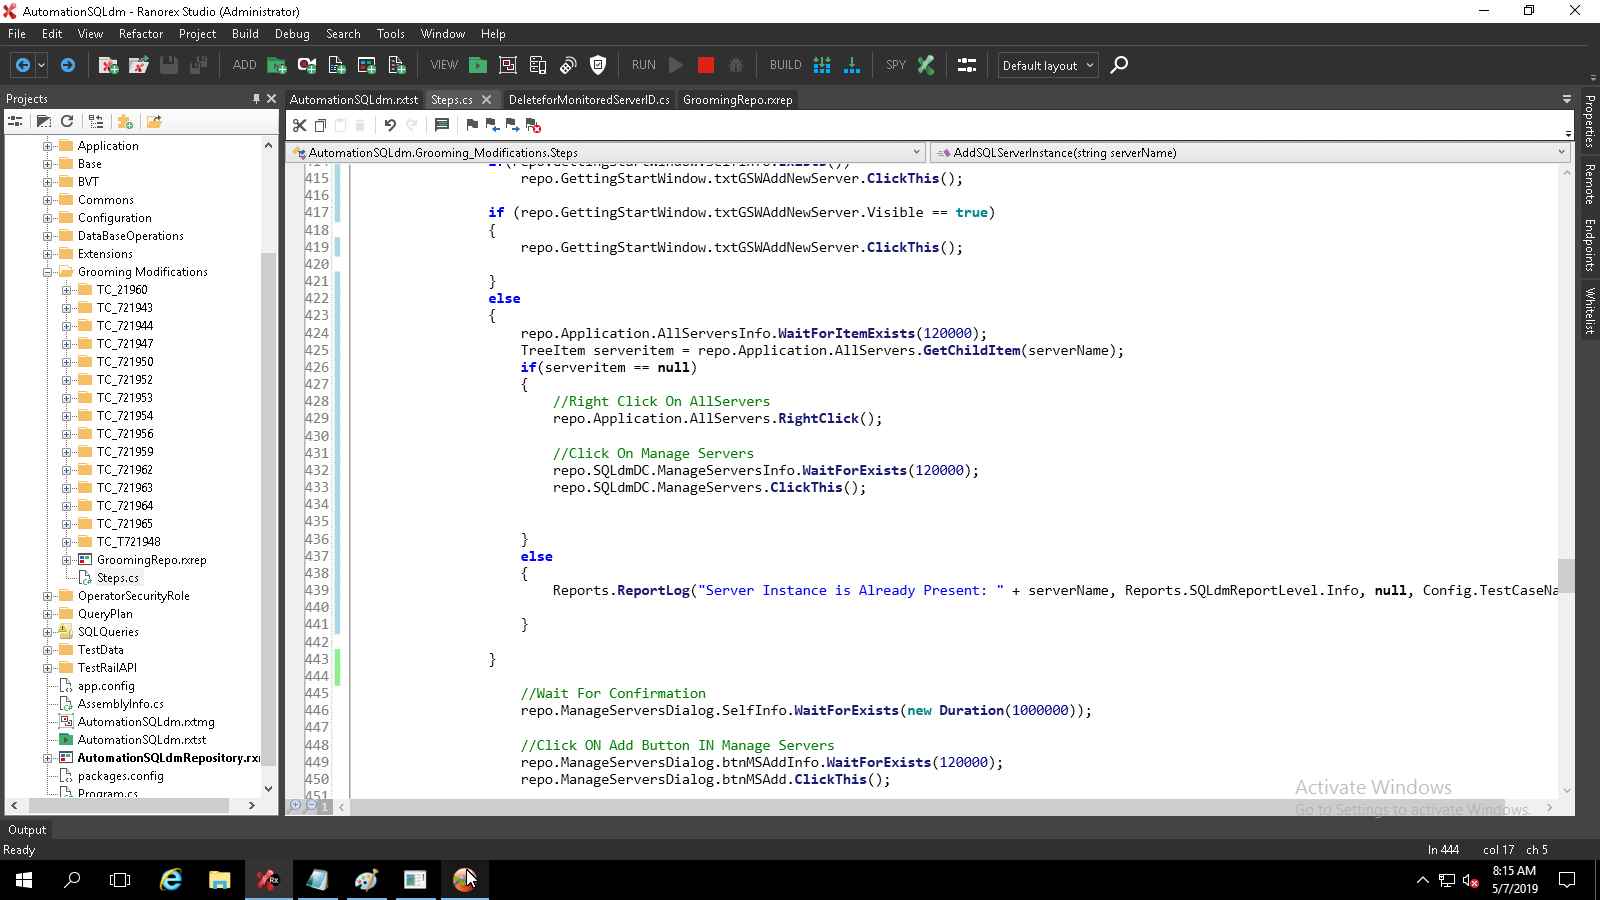 AutomationSQLdm - Ranorex Studio (Administrator)
File Edit View Refactor Project Build Debug Search Tools Window Help
ADD VIEW RUN BUILD SPY Default layout
Projects
AutomationSQLdm.rxtst Steps.cs DeleteforMonitoredServerID.cs GroomingRepo.rxrep
AutomationSQLdm.Grooming_Modifications.Steps AddSQLServerInstance(string serverName)
Application
Base
BVT
Commons
Configuration
DataBaseOperations
Extensions
Grooming Modifications
TC_21960
TC_721943
TC_721944
TC_721947
TC_721950
TC_721952
TC_721953
TC_721954
TC_721956
TC_721959
TC_721962
TC_721963
TC_721964
TC_721965
TC_T721948
GroomingRepo.rxrep
Steps.cs
OperatorSecurityRole
QueryPlan
SQLQueries
TestData
TestRailAPI
app.config
AssemblyInfo.cs
AutomationSQLdm.rxtmg
AutomationSQLdm.rxtst
AutomationSQLdmRepository.rxr
packages.config
Program.cs
415 repo.GettingStartWindow.txtGSWAddNewServer.ClickThis();
416
417 if (repo.GettingStartWindow.txtGSWAddNewServer.Visible == true)
418 {
419 repo.GettingStartWindow.txtGSWAddNewServer.ClickThis();
420
421 }
422 else
423 {
424 repo.Application.AllServersInfo.WaitForItemExists(120000);
425 TreeItem serveritem = repo.Application.AllServers.GetChildItem(serverName);
426 if(serveritem == null)
427 {
428 //Right Click On AllServers
429 repo.Application.AllServers.RightClick();
430
431 //Click On Manage Servers
432 repo.SQLdmDC.ManageServersInfo.WaitForExists(120000);
433 repo.SQLdmDC.ManageServers.ClickThis();
434
435
436 }
437 else
438 {
439 Reports.ReportLog("Server Instance is Already Present: " + serverName, Reports.SQLdmReportLevel.Info, null, Config.TestCaseNa
440
441 }
442
443 }
444
445 //Wait For Confirmation
446 repo.ManageServersDialog.SelfInfo.WaitForExists(new Duration(1000000));
447
448 //Click ON Add Button IN Manage Servers
449 repo.ManageServersDialog.btnMSAddInfo.WaitForExists(120000);
450 repo.ManageServersDialog.btnMSAdd.ClickThis();
451
Properties
Remote Endpoints
Whitelist
Activate Windows
Go to Settings to activate Windows.
1
Output
Ready
ln 444 col 17 ch 5
8:15 AM
5/7/2019